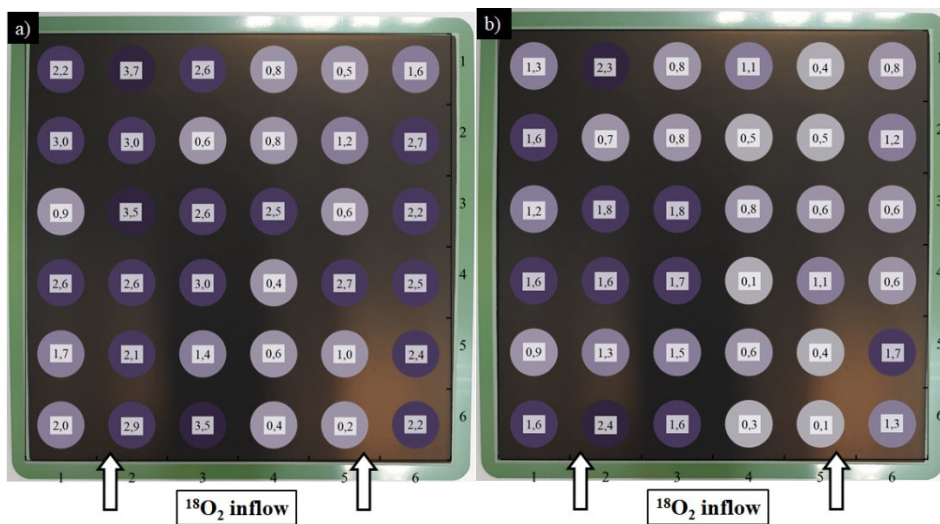 a)
2,2 3,7 2,6 0,8 0,5 1,6 1
3,0 3,0 0,6 0,8 1,2 2,7 2
0,9 3,5 2,6 2,5 0,6 2,2 3
2,6 2,6 3,0 0,4 2,7 2,5 4
1,7 2,1 1,4 0,6 1,0 2,4 5
2,0 2,9 3,5 0,4 0,2 2,2 6
1 2 3 4 5 6
¹⁸O₂ inflow
b)
1,3 2,3 0,8 1,1 0,4 0,8 1
1,6 0,7 0,8 0,5 0,5 1,2 2
1,2 1,8 1,8 0,8 0,6 0,6 3
1,6 1,6 1,7 0,1 1,1 0,6 4
0,9 1,3 1,5 0,6 0,4 1,7 5
1,6 2,4 1,6 0,3 0,1 1,3 6
1 2 3 4 5 6
¹⁸O₂ inflow